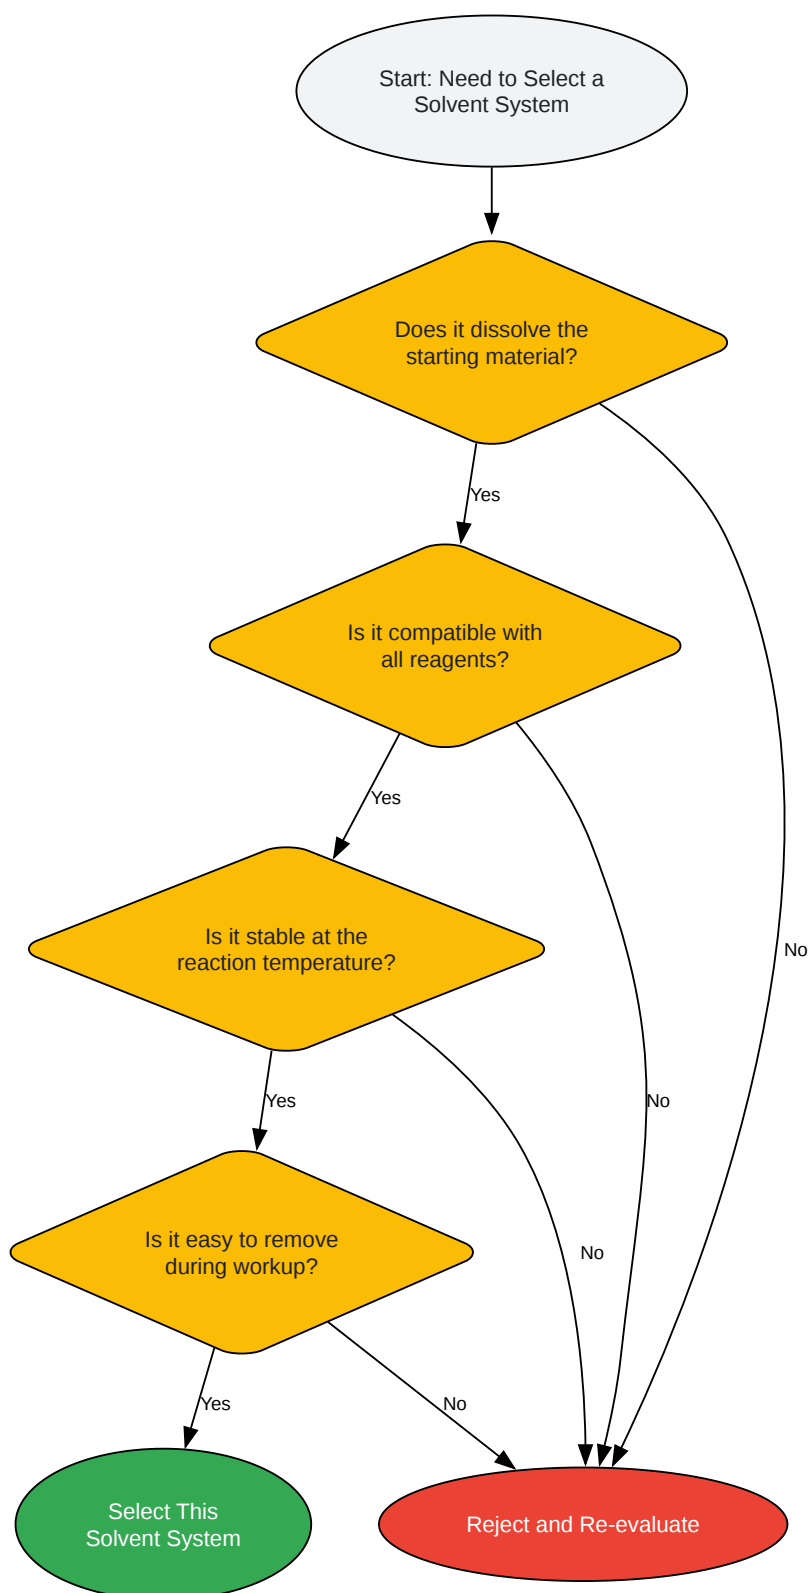 Start: Need to Select a
Solvent System
Does it dissolve the
starting material?
Yes
Is it compatible with
all reagents?
Yes
Is it stable at the
reaction temperature?
No
Yes
No
Is it easy to remove
during workup?
No
Yes
No
Select This
Solvent System
Reject and Re-evaluate